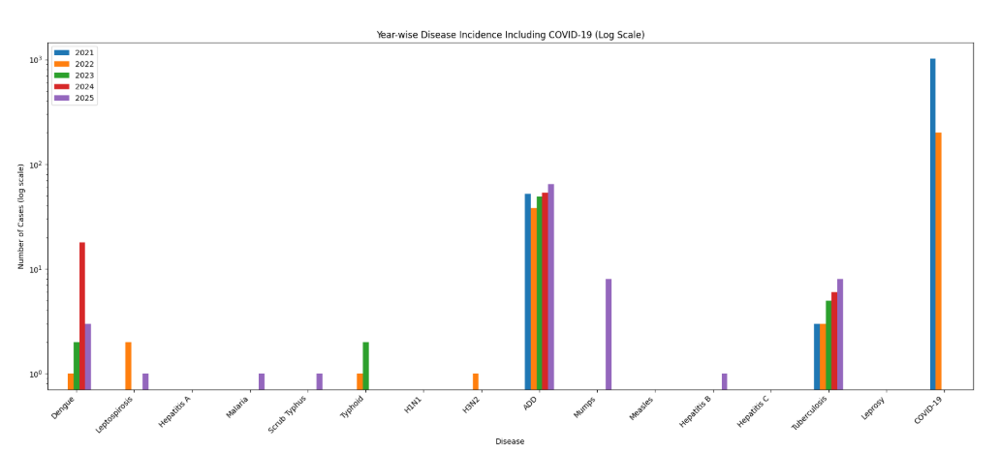 Year-wise Disease Incidence Including COVID-19 (Log Scale)
2021
2022
2023
2024
2025
Number of Cases (log scale)
10³
10²
10¹
10⁰
Dengue
Leptospirosis
Hepatitis A
Malaria
Scrub Typhus
Typhoid
H1N1
H3N2
ADD
Mumps
Measles
Hepatitis B
Hepatitis C
Tuberculosis
Leprosy
COVID-19
Disease